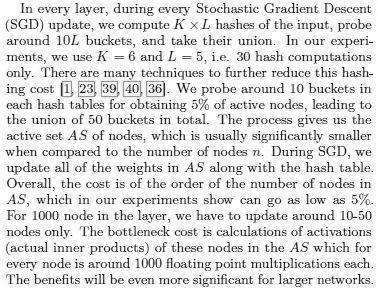 In every layer, during every Stochastic Gradient Descent
(SGD) update, we compute K × L hashes of the input, probe
around 10L buckets, and take their union. In our experi-
ments, we use K = 6 and L = 5, i.e. 30 hash computations
only. There are many techniques to further reduce this hash-
ing cost [1, 23, 39, 40, 36]. We probe around 10 buckets in
each hash tables for obtaining 5% of active nodes, leading to
the union of 50 buckets in total. The process gives us the
active set AS of nodes, which is usually significantly smaller
when compared to the number of nodes n. During SGD, we
update all of the weights in AS along with the hash table.
Overall, the cost is of the order of the number of nodes in
AS, which in our experiments show can go as low as 5%.
For 1000 node in the layer, we have to update around 10-50
nodes only. The bottleneck cost is calculations of activations
(actual inner products) of these nodes in the AS which for
every node is around 1000 floating point multiplications each.
The benefits will be even more significant for larger networks.